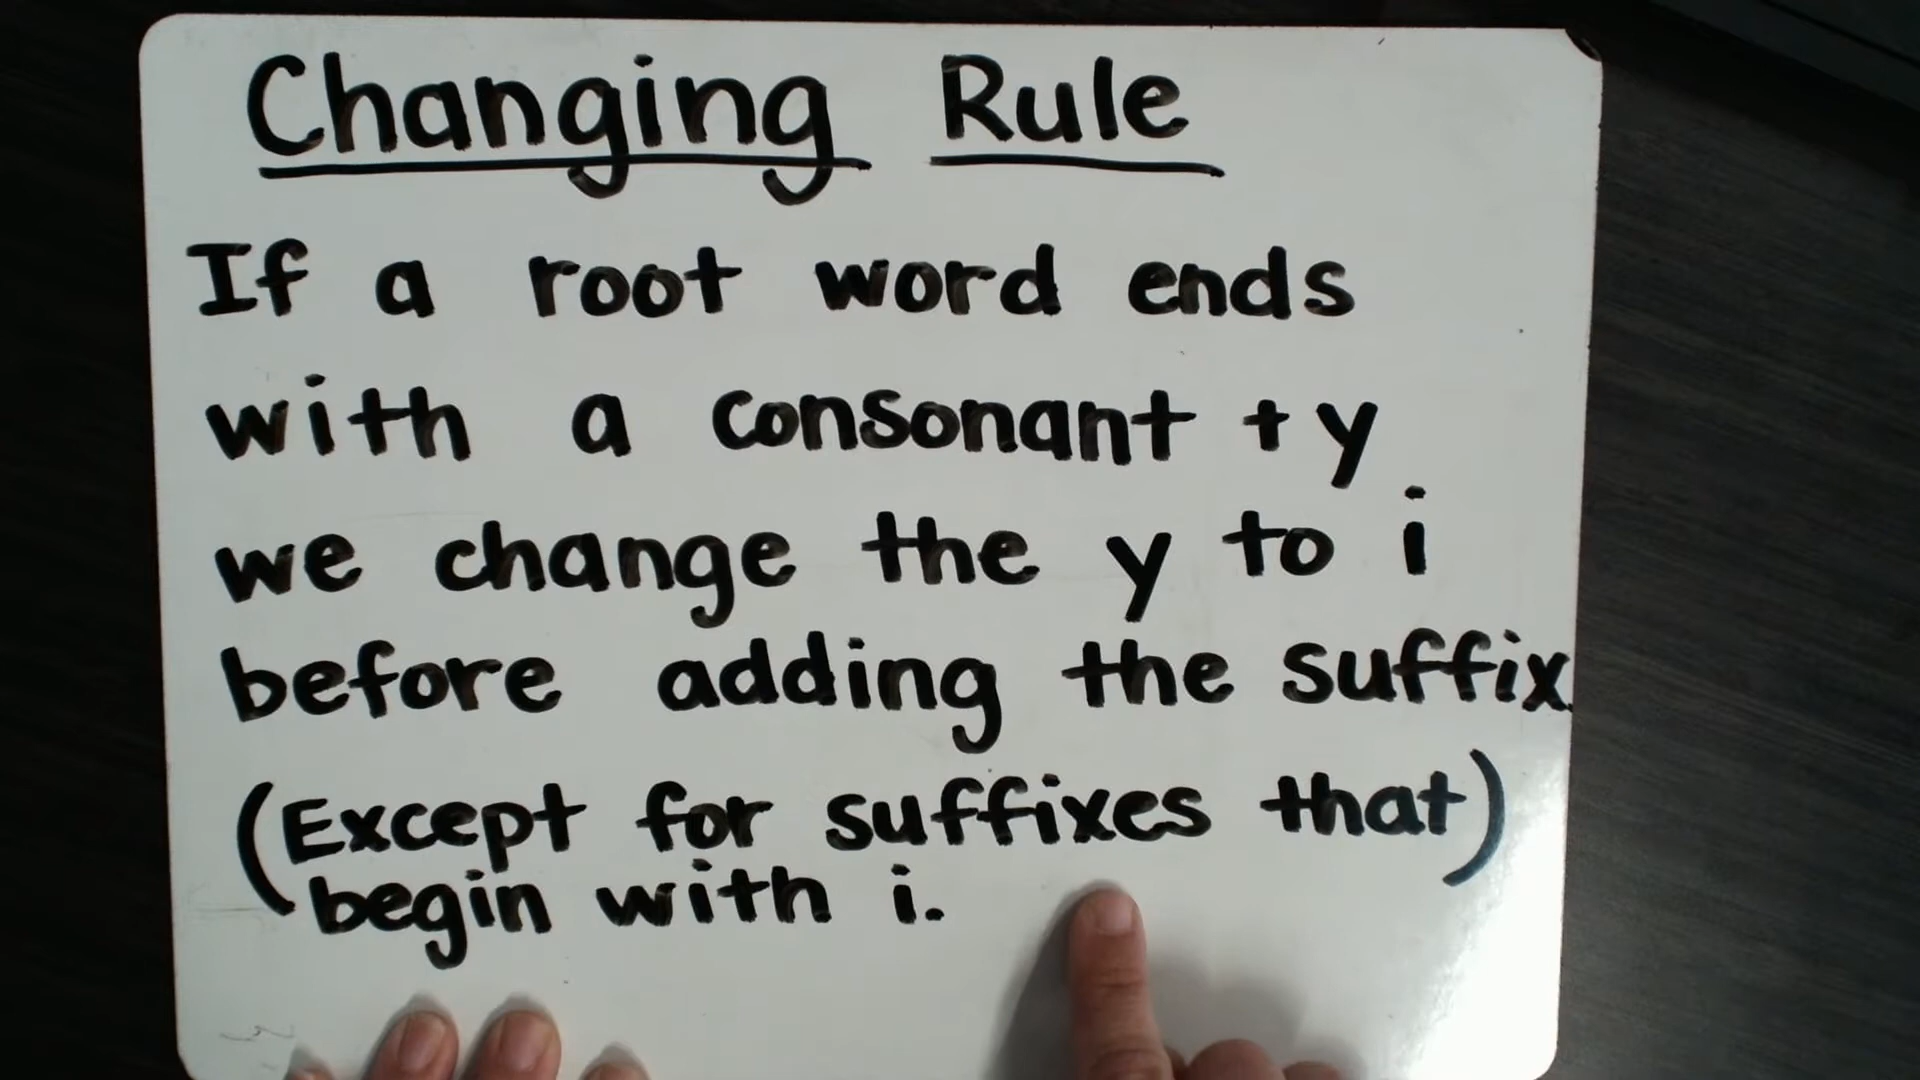 Changing Rule
If a root word ends
with a consonant + y
we change the y to i
before adding the suffix
(Except for suffixes that)
begin with i.